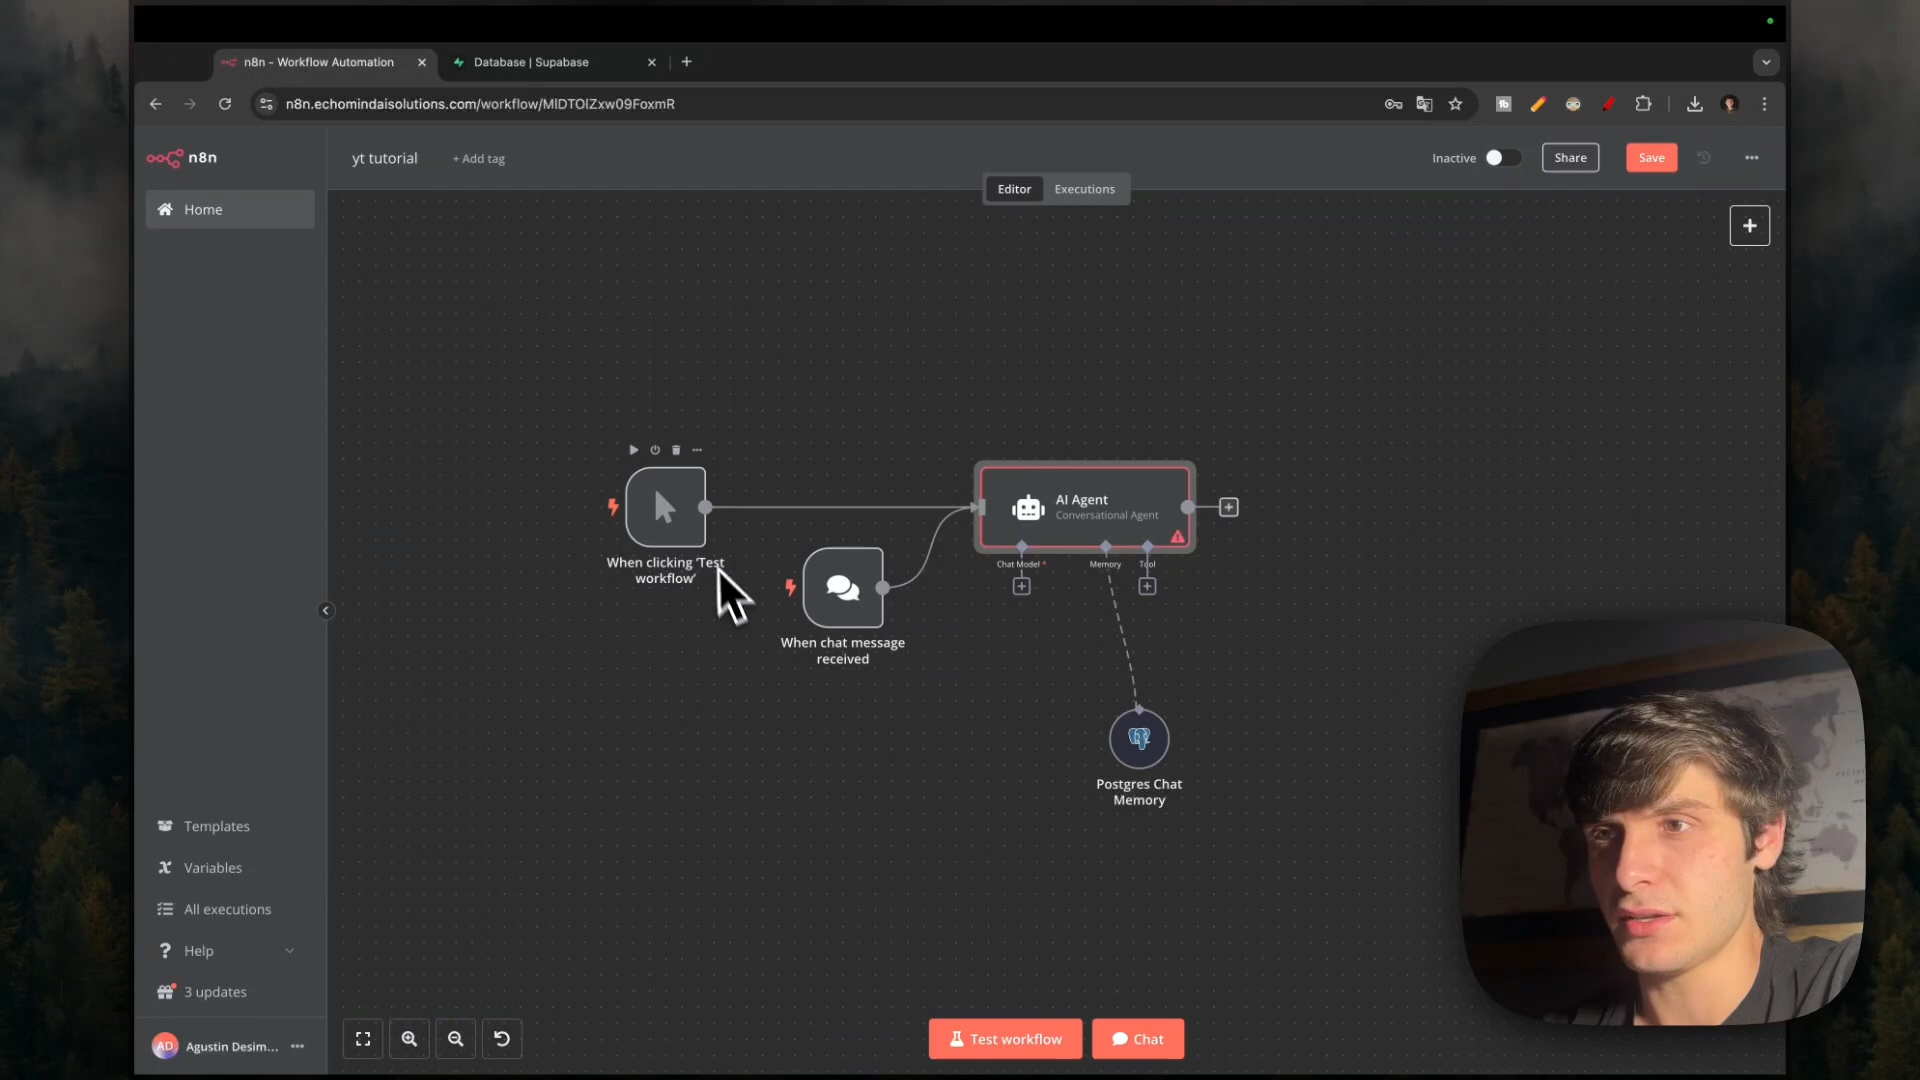 n8n - Workflow Automation
Database | Supabase
n8n.echomindaisolutions.com/workflow/MIDTOIZxw09FoxmR
n8n
yt tutorial
+ Add tag
Inactive
Share
Save
Editor
Executions
Home
AI Agent
Conversational Agent
When clicking 'Test
workflow'
Chat Model *
Memory
Tool
When chat message
received
Postgres Chat
Memory
Templates
Variables
All executions
Help
3 updates
AD
Agustin Desim...
Test workflow
Chat